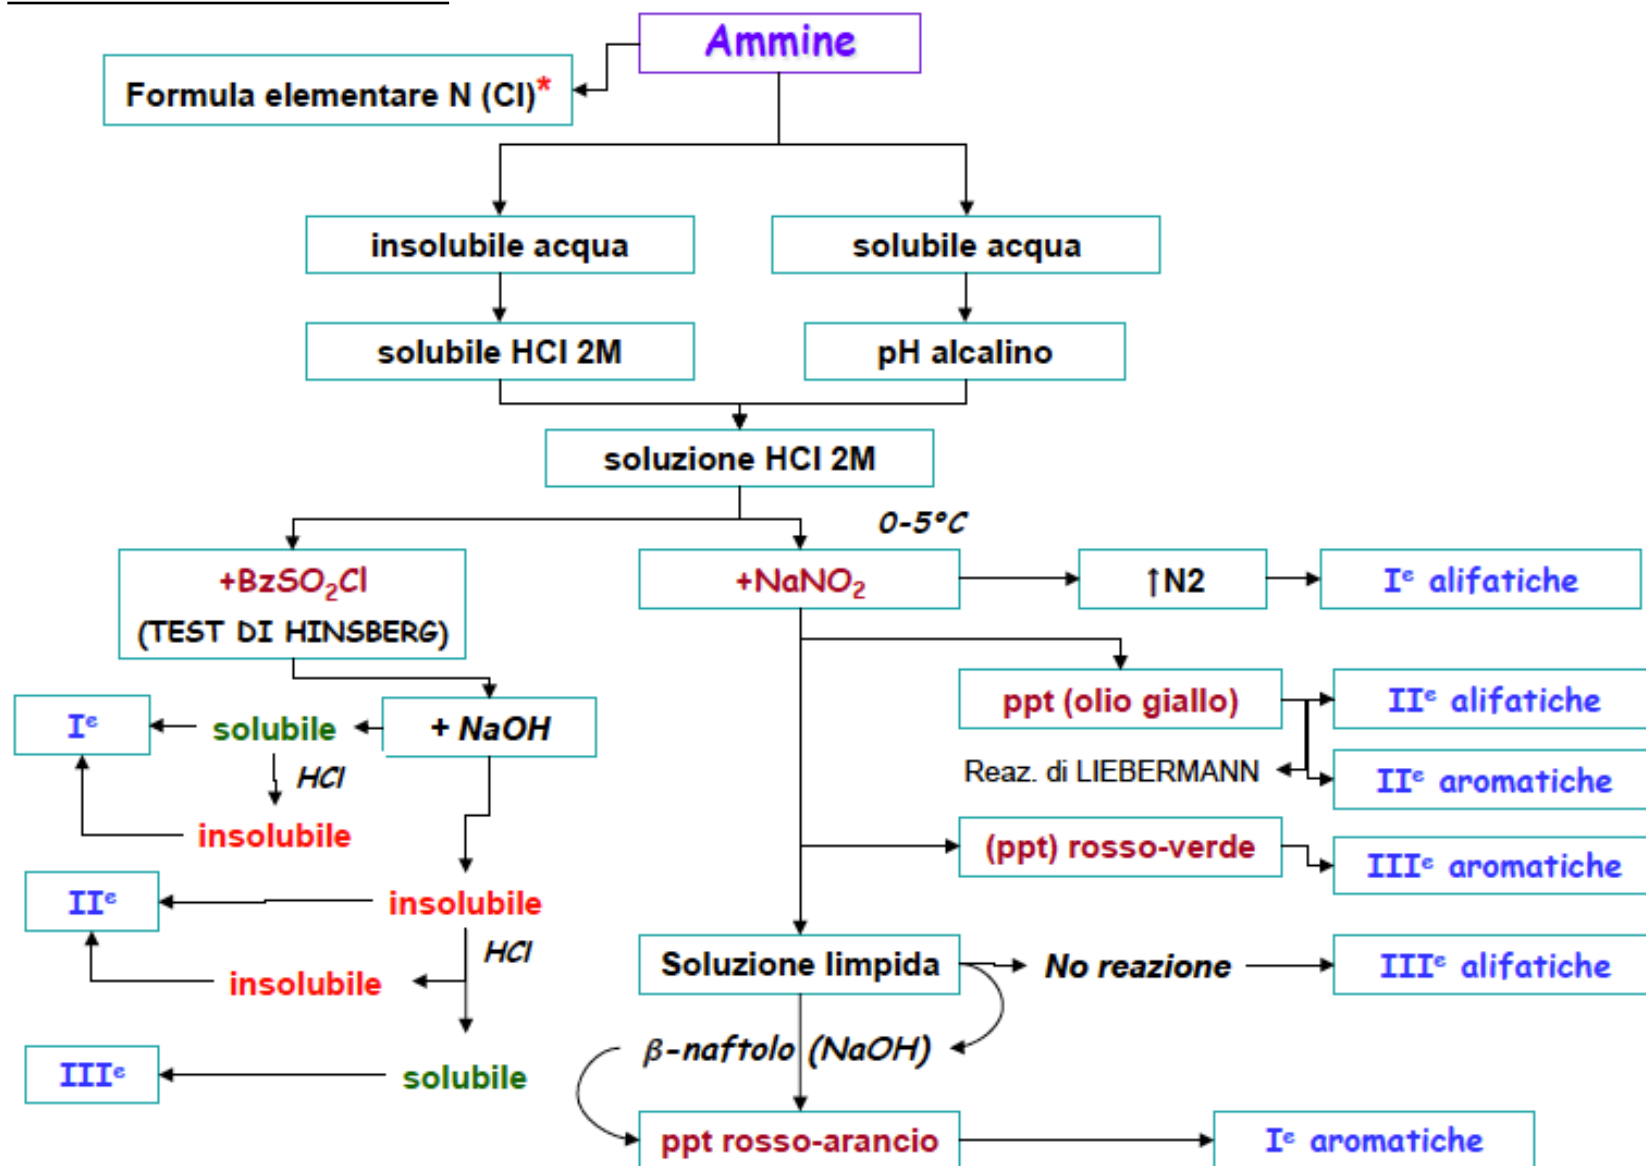 Ammine
Formula elementare N (Cl)*
insolubile acqua
solubile acqua
solubile HCl 2M
pH alcalino
soluzione HCl 2M
0-5°C
+BzSO₂Cl
(TEST DI HINSBERG)
+NaNO₂
↑N2
Iᵉ alifatiche
ppt (olio giallo)
IIᵉ alifatiche
Iᵉ
solubile
+ NaOH
HCl
Reaz. di LIEBERMANN
IIᵉ aromatiche
insolubile
(ppt) rosso-verde
IIIᵉ aromatiche
IIᵉ
insolubile
HCl
insolubile
Soluzione limpida
No reazione
IIIᵉ alifatiche
β-naftolo (NaOH)
IIIᵉ
solubile
ppt rosso-arancio
Iᵉ aromatiche